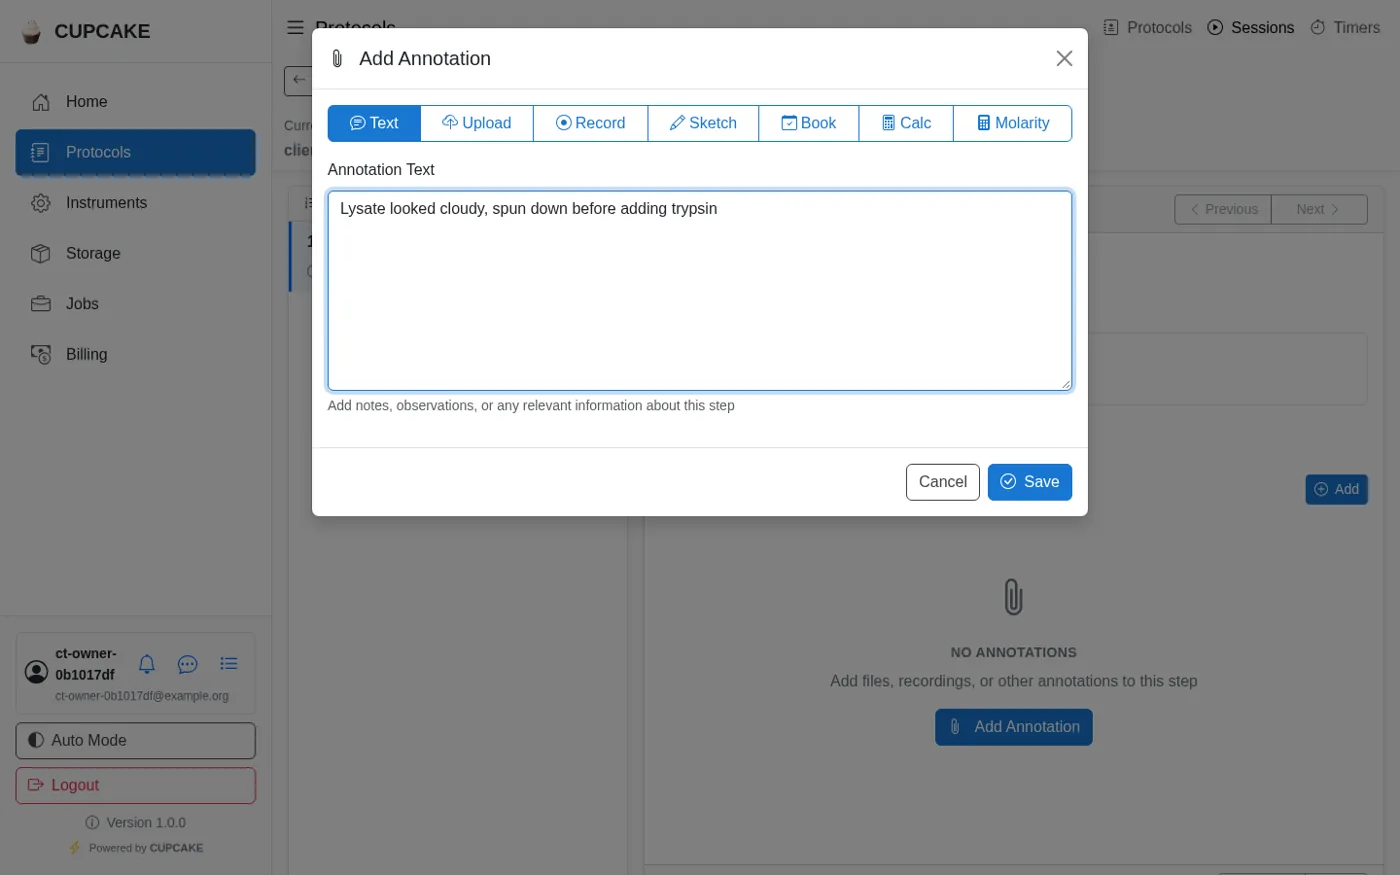 CUPCAKE
Home
Protocols
Instruments
Storage
Jobs
Billing
ct-owner-
0b1017df
ct-owner-0b1017df@example.org
Auto Mode
Logout
Version 1.0.0
Powered by CUPCAKE
Protocols
Protocols
Sessions
Timers
Add Annotation
Text
Upload
Record
Sketch
Book
Calc
Molarity
Annotation Text
Lysate looked cloudy, spun down before adding trypsin
Add notes, observations, or any relevant information about this step
Cancel
Save
Previous
Next
Add
NO ANNOTATIONS
Add files, recordings, or other annotations to this step
Add Annotation